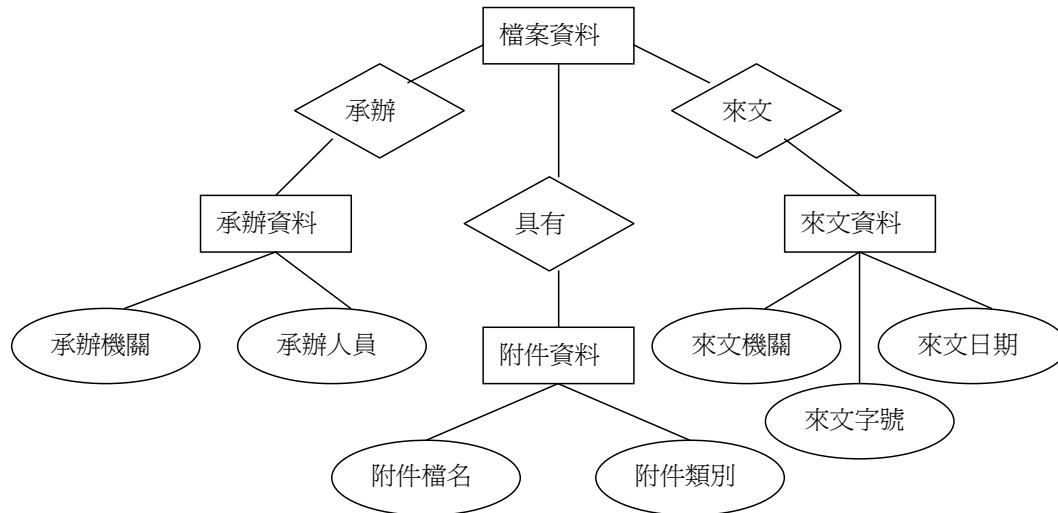 檔案資料
承辦
來文
承辦資料
具有
來文資料
承辦機關
承辦人員
附件資料
來文機關
來文日期
來文字號
附件檔名
附件類別